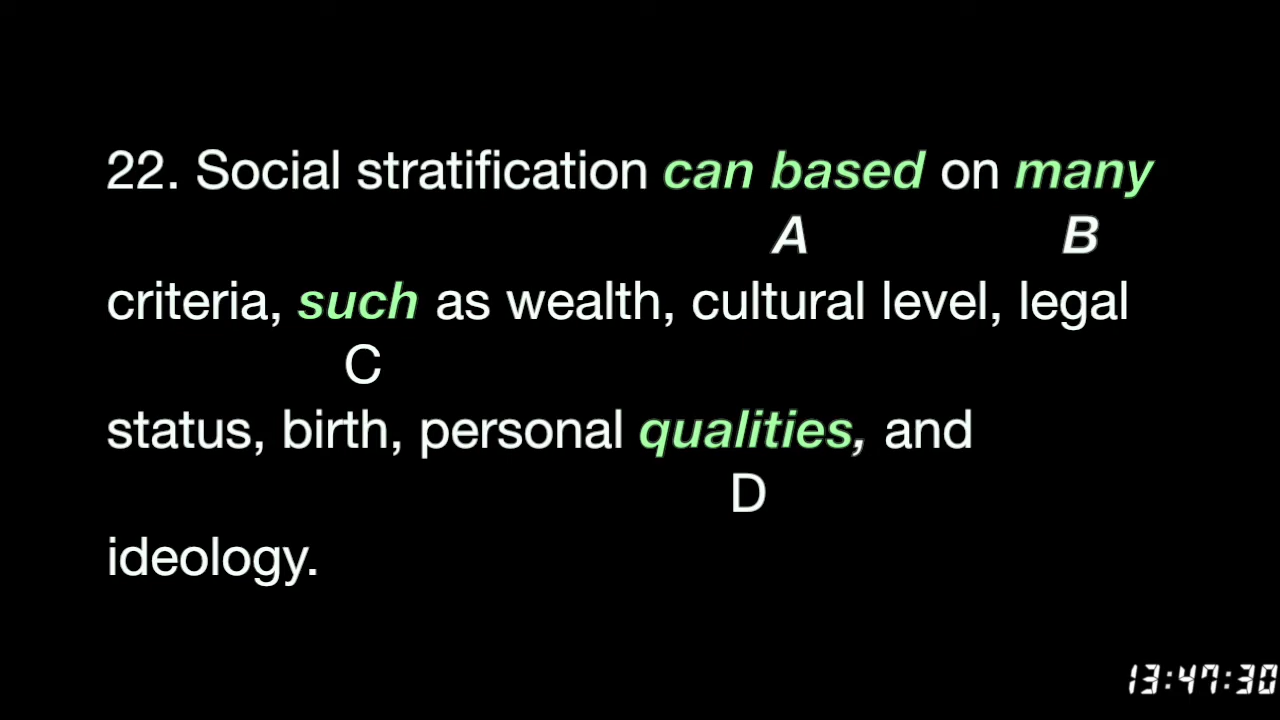 22. Social stratification can based on many
A B
criteria, such as wealth, cultural level, legal
C
status, birth, personal qualities, and
D
ideology.
13:47:30